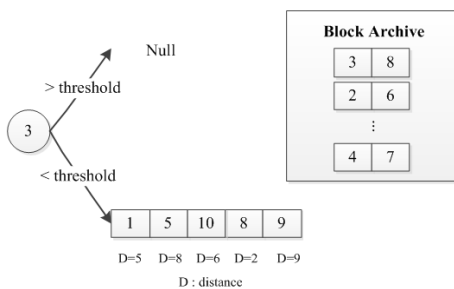 Null
> threshold
3
< threshold
1 5 10 8 9
D=5 D=8 D=6 D=2 D=9
D : distance
Block Archive
3 8
2 6
...
4 7